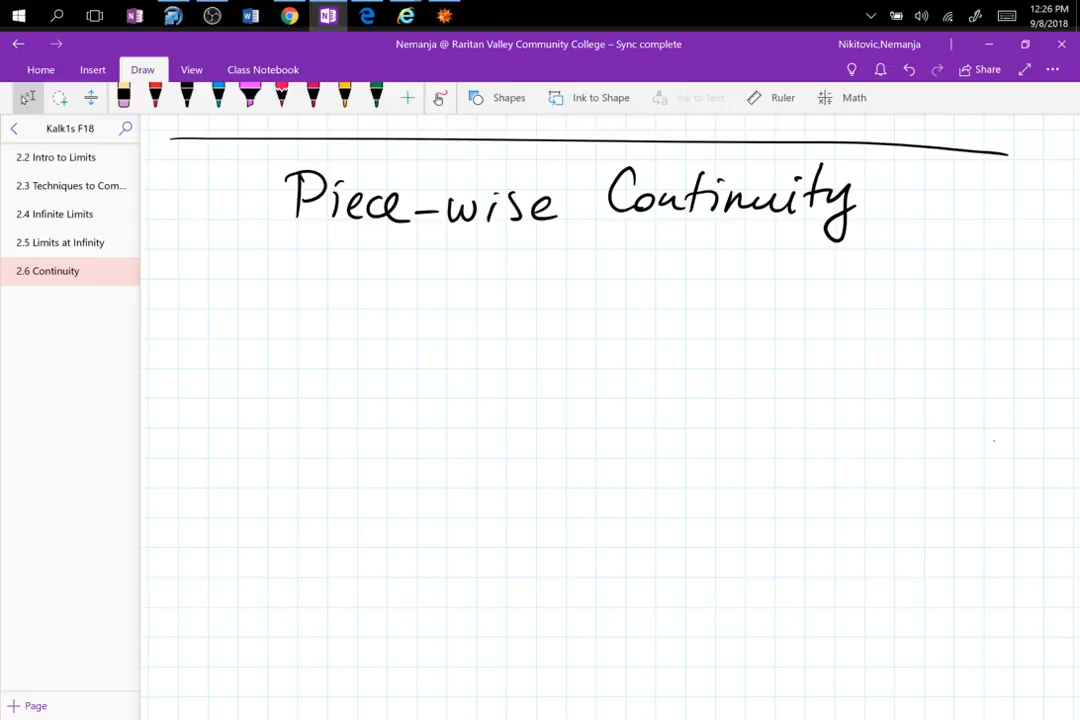 12:26 PM
9/8/2018
Nemanja @ Raritan Valley Community College – Sync complete
Nikitovic,Nemanja
Home
Insert
Draw
View
Class Notebook
Share
Shapes
Ink to Shape
Ink to Text
Ruler
Math
Kalk1s F18
2.2 Intro to Limits
2.3 Techniques to Com...
2.4 Infinite Limits
2.5 Limits at Infinity
2.6 Continuity
Piece-wise Continuity
Page